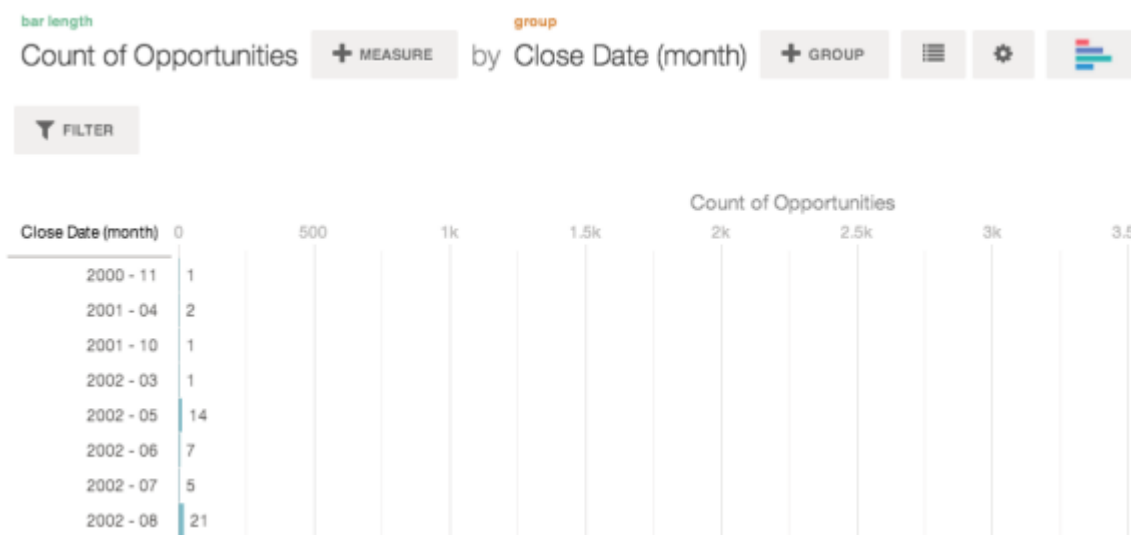 bar length group
Count of Opportunities + MEASURE by Close Date (month) + GROUP
FILTER
Count of Opportunities
Close Date (month) 0 500 1k 1.5k 2k 2.5k 3k 3.5
2000 - 11 1
2001 - 04 2
2001 - 10 1
2002 - 03 1
2002 - 05 14
2002 - 06 7
2002 - 07 5
2002 - 08 21